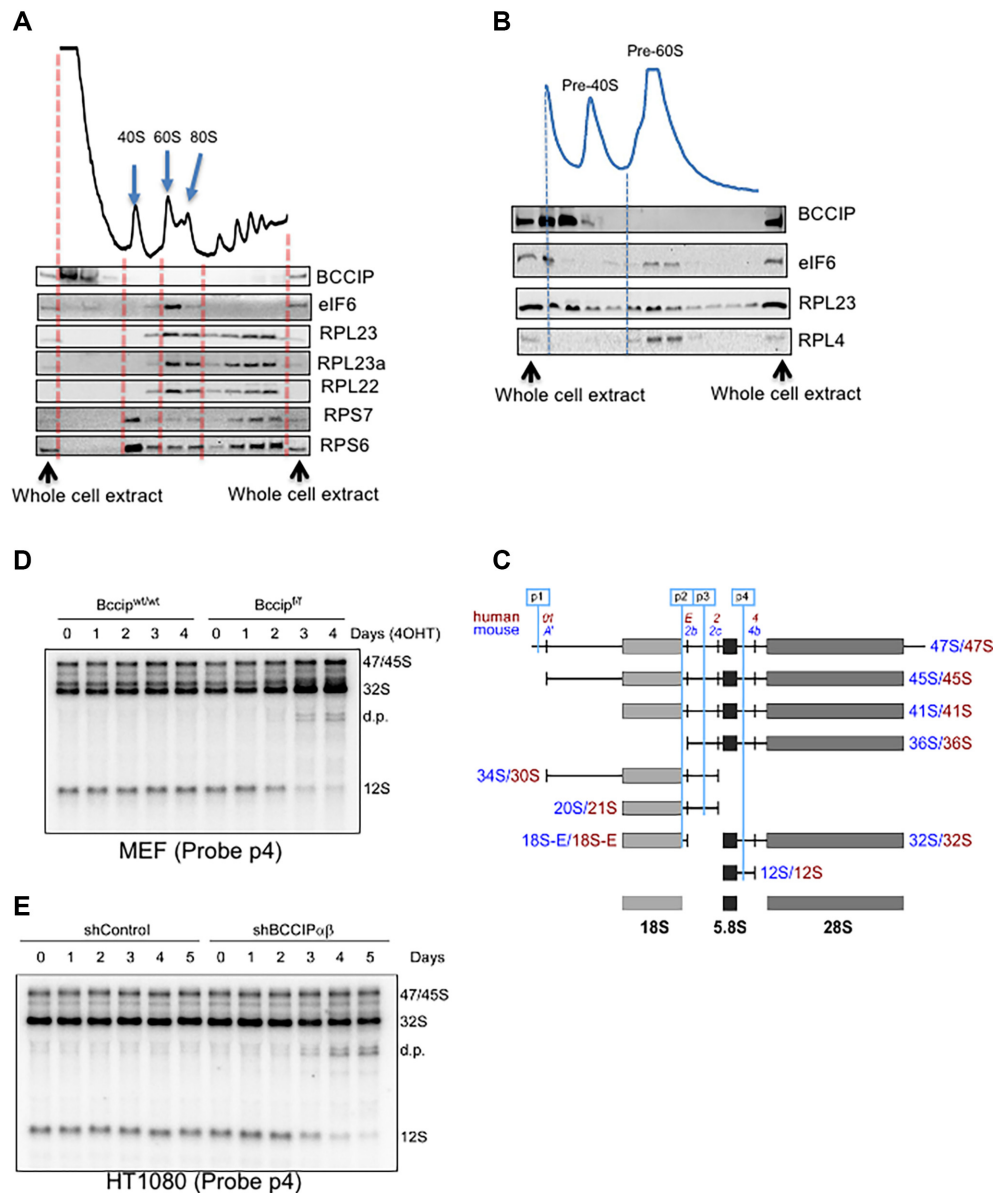 A
40S 60S 80S
BCCIP
eIF6
RPL23
RPL23a
RPL22
RPS7
RPS6
Whole cell extract Whole cell extract
B
Pre-60S
Pre-40S
BCCIP
eIF6
RPL23
RPL4
Whole cell extract Whole cell extract
D
Bccip^wt/wt Bccip^f/f
0 1 2 3 4 0 1 2 3 4 Days (4OHT)
47/45S
32S
d.p.
12S
MEF (Probe p4)
C
p1 p2 p3 p4
human 01 E 2 4
mouse A' 2b 2c 4b
47S/47S
45S/45S
41S/41S
36S/36S
34S/30S
20S/21S
18S-E/18S-E 32S/32S
12S/12S
18S 5.8S 28S
E
shControl shBCCIPαβ
0 1 2 3 4 5 0 1 2 3 4 5 Days
47/45S
32S
d.p.
12S
HT1080 (Probe p4)